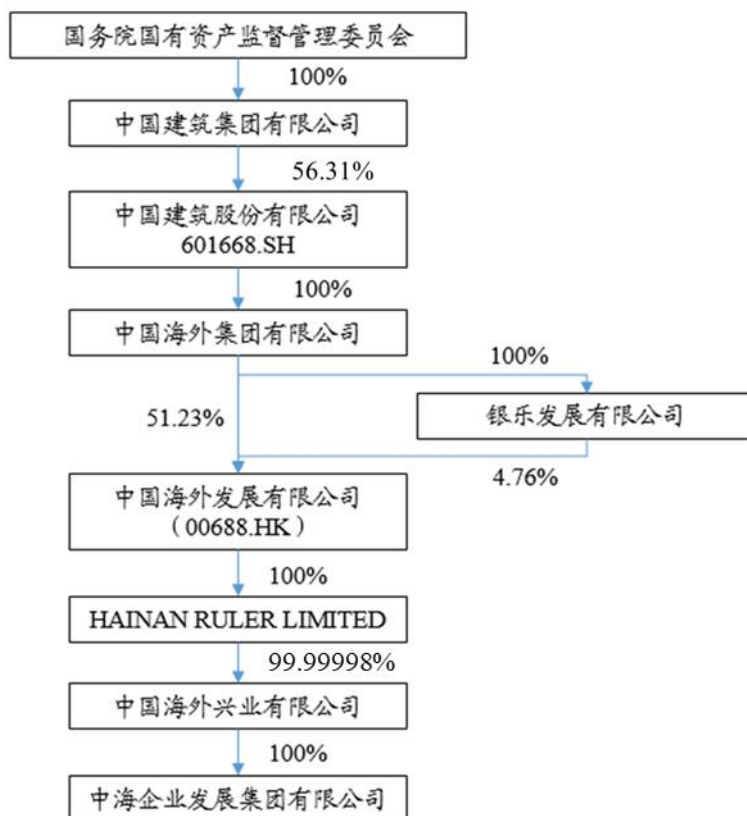 国务院国有资产监督管理委员会
100%
中国建筑集团有限公司
56.31%
中国建筑股份有限公司
601668.SH
100%
中国海外集团有限公司
100%
51.23%
银乐发展有限公司
4.76%
中国海外发展有限公司
（00688.HK）
100%
HAINAN RULER LIMITED
99.99998%
中国海外兴业有限公司
100%
中海企业发展集团有限公司